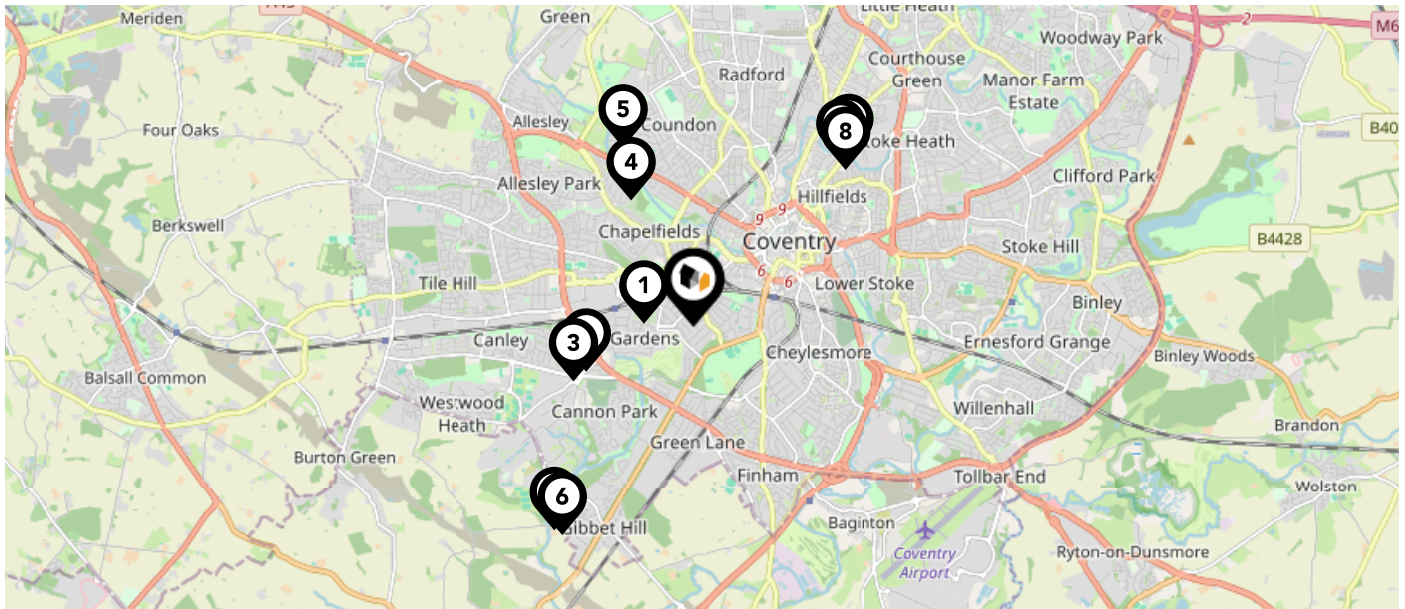 Meriden
A45
Green
Little Heath
2
M6
Woodway Park
Radford
Courthouse
Green
Manor Farm
Estate
5
Four Oaks
Allesley
Coundon
8
Stoke Heath
B40
4
Allesley Park
Hillfields
Clifford Park
Berkswell
Chapelfields
9
9
Coventry
Stoke Hill
B4428
Tile Hill
1
6
6
Lower Stoke
Binley
3
Canley
Gardens
Cheylesmore
Ernesford Grange
Binley Woods
Balsall Common
Westwood
Heath
Cannon Park
Willenhall
Brandon
Burton Green
Green Lane
Finham
Tollbar End
Wolston
6
Gibbet Hill
Baginton
Coventry
Airport
Ryton-on-Dunsmore